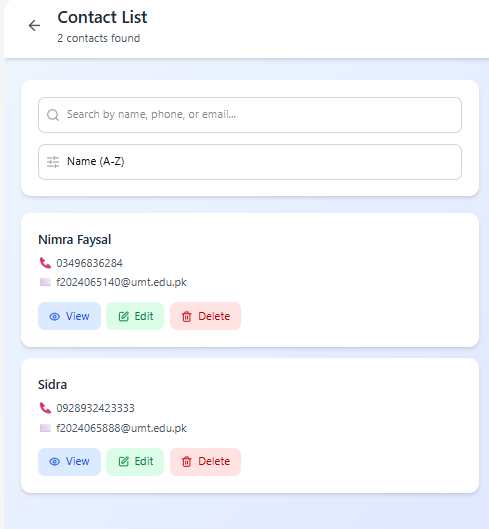 Contact List
2 contacts found
Search by name, phone, or email...
Name (A-Z)
Nimra Faysal
03496836284
f2024065140@umt.edu.pk
View Edit Delete
Sidra
0928932423333
f2024065888@umt.edu.pk
View Edit Delete